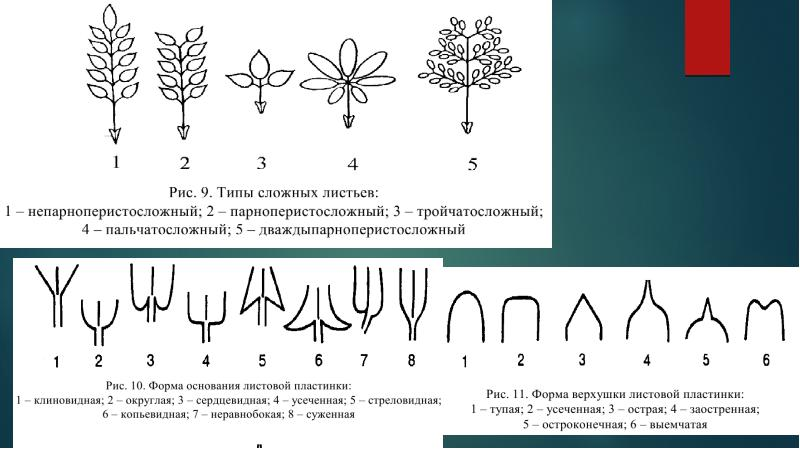 1 2 3 4 5
Рис. 9. Типы сложных листьев:
1 – непарноперистосложный; 2 – парноперистосложный; 3 – тройчатосложный;
4 – пальчатосложный; 5 – дваждыпарноперистосложный
1 2 3 4 5 6 7 8
Рис. 10. Форма основания листовой пластинки:
1 – клиновидная; 2 – округлая; 3 – сердцевидная; 4 – усеченная; 5 – стреловидная;
6 – копьевидная; 7 – неравнобокая; 8 – суженная
1 2 3 4 5 6
Рис. 11. Форма верхушки листовой пластинки:
1 – тупая; 2 – усеченная; 3 – острая; 4 – заостренная;
5 – остроконечная; 6 – выемчатая